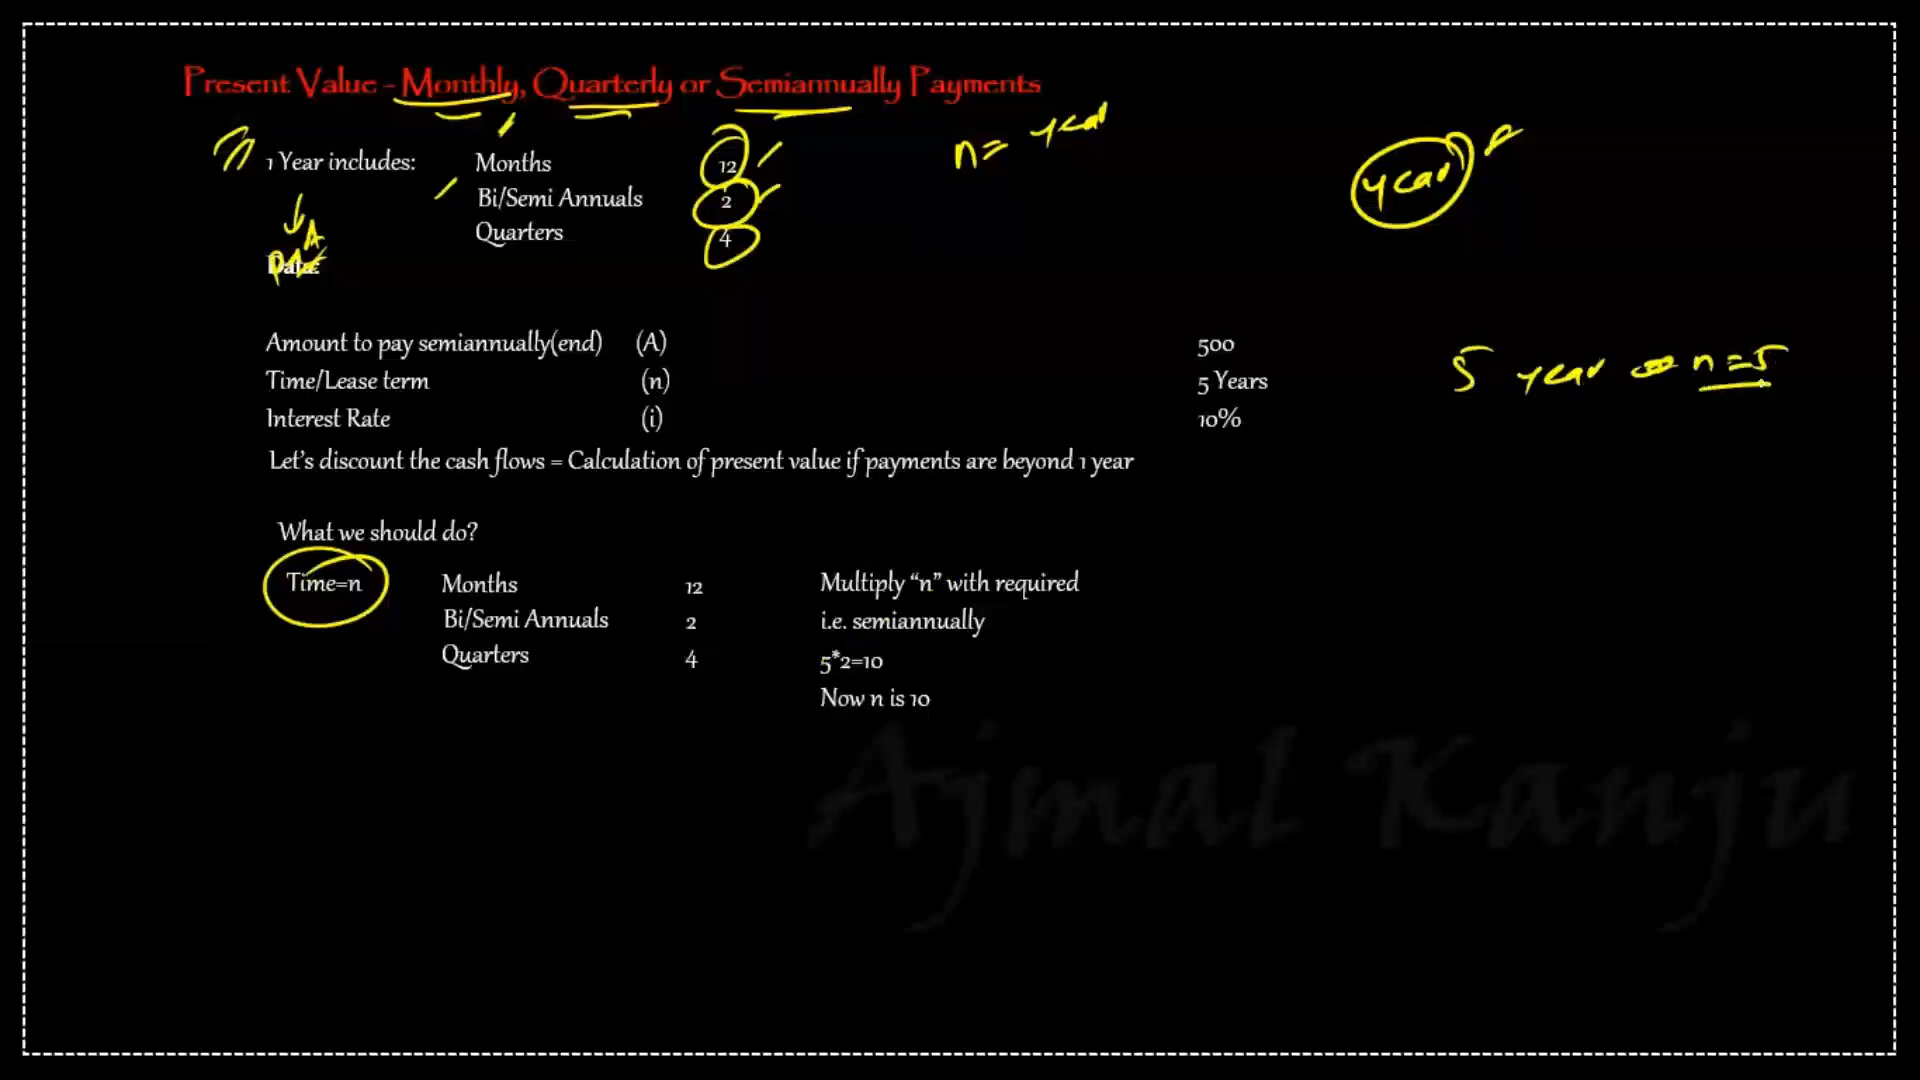 Present Value - Monthly, Quarterly or Semiannually Payments
n = year
year
1 Year includes: Months 12
Bi/Semi Annuals 2
Quarters 4
Data:
Amount to pay semiannually(end) (A) 500
Time/Lease term (n) 5 Years
5 year n=5
Interest Rate (i) 10%
Let's discount the cash flows = Calculation of present value if payments are beyond 1 year
What we should do?
Time=n Months 12 Multiply “n” with required
Bi/Semi Annuals 2 i.e. semiannually
Quarters 4 5*2=10
Now n is 10
Ajmal Kanju